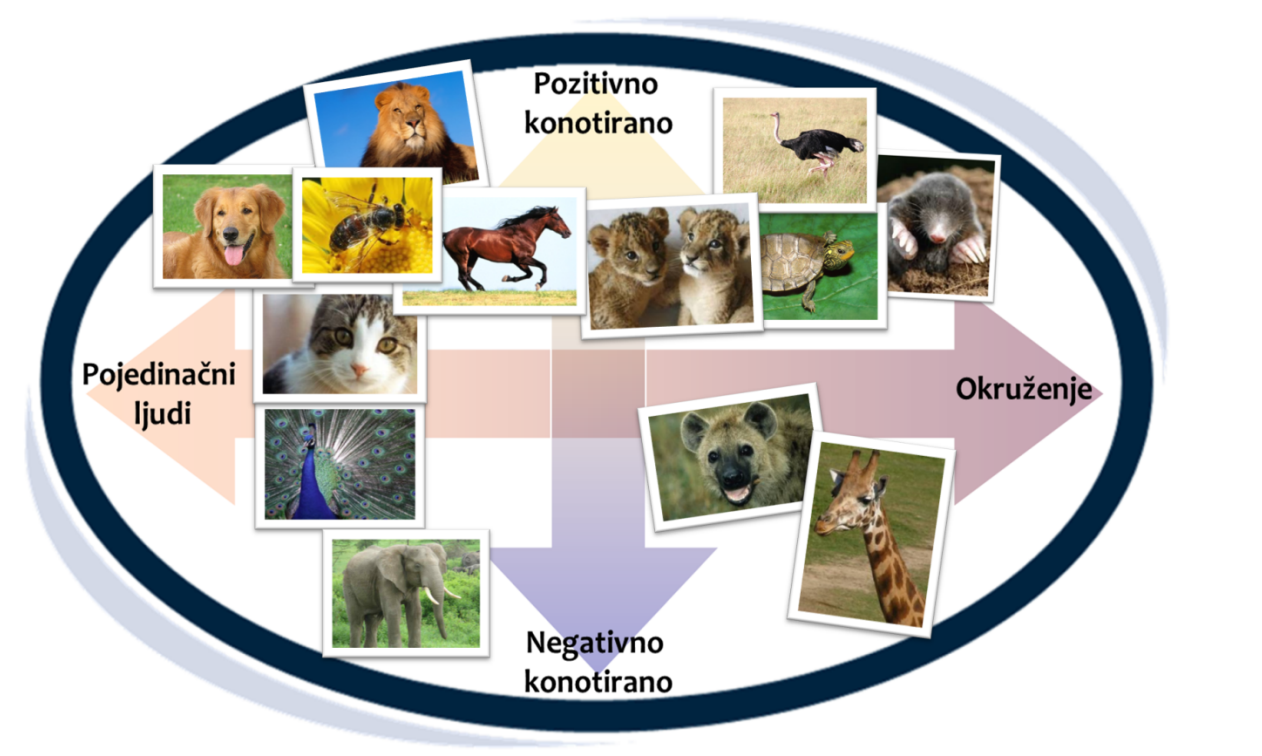 Pozitivno
konotirano
Pojedinačni
ljudi
Okruženje
Negativno
konotirano